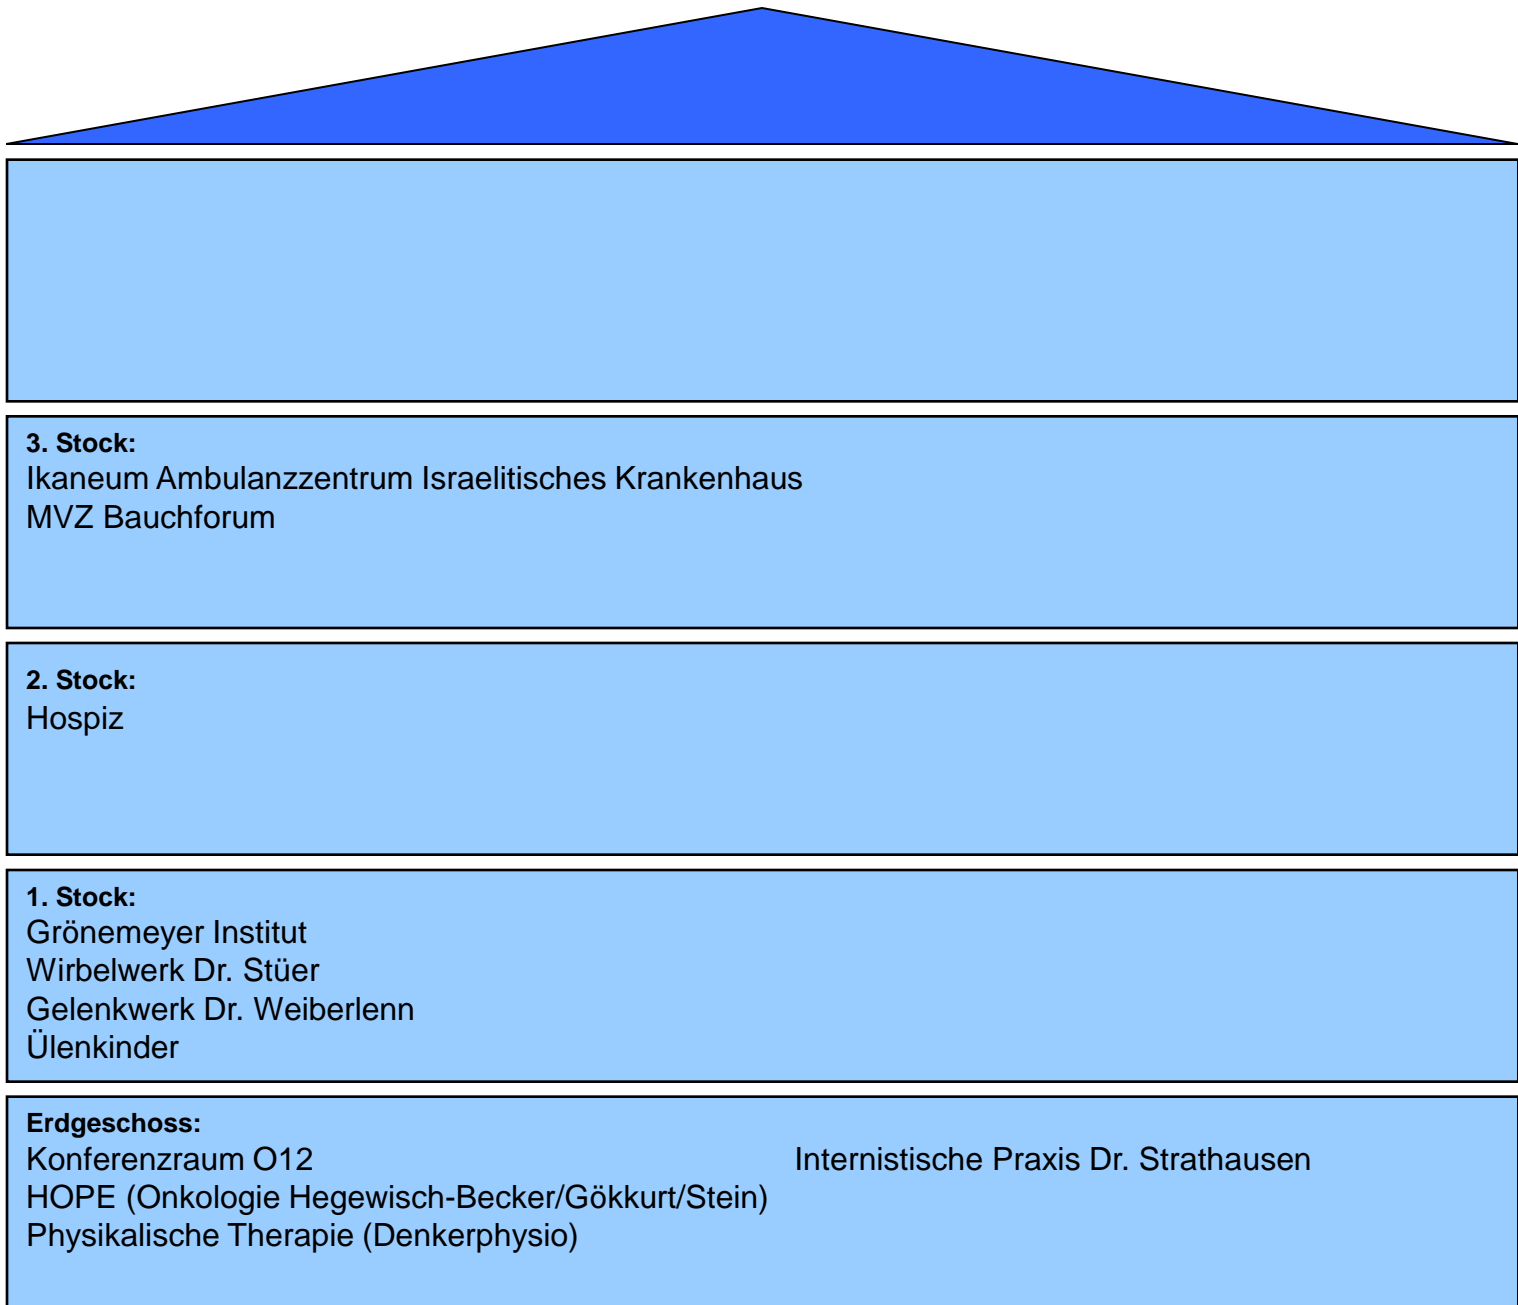 3. Stock:
Ikaneum Ambulanzzentrum Israelitisches Krankenhaus
MVZ Bauchforum
2. Stock:
Hospiz
1. Stock:
Grönemeyer Institut
Wirbelwerk Dr. Stüer
Gelenkwerk Dr. Weiberlenn
Ülenkinder
Erdgeschoss:
Konferenzraum O12 Internistische Praxis Dr. Strathausen
HOPE (Onkologie Hegewisch-Becker/Gökkurt/Stein)
Physikalische Therapie (Denkerphysio)